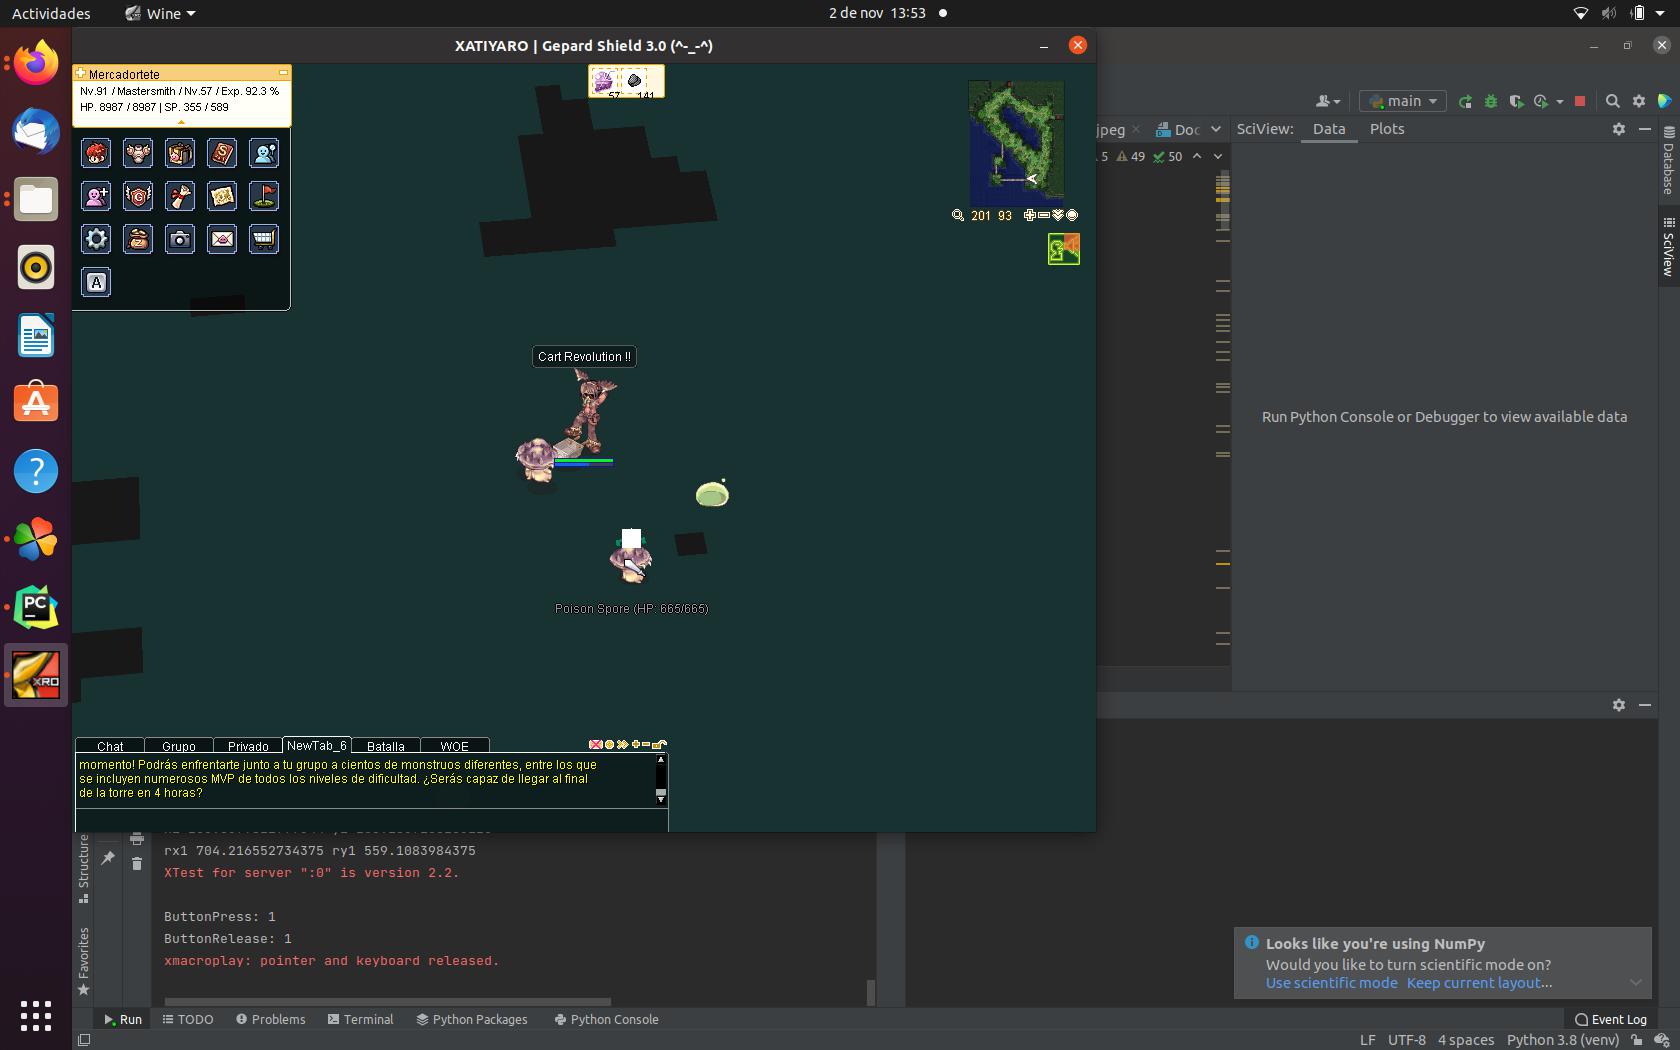 Actividades
Wine
2 de nov 13:53
XATIYARO | Gepard Shield 3.0 (^-_-^)
Mercadortete
Nv.91 / Mastersmith / Nv.57 / Exp. 92.3 %
HP. 8987 / 8987 | SP. 355 / 589
57 141
201 93
A
Cart Revolution !!
Poison Spore (HP: 665/665)
Chat
Grupo
Privado
NewTab_6
Batalla
WOE
momento! Podrás enfrentarte junto a tu grupo a cientos de monstruos diferentes, entre los que
se incluyen numerosos MVP de todos los niveles de dificultad. ¿Serás capaz de llegar al final
de la torre en 4 horas?
main
jpeg
Doc
SciView:
Data
Plots
5 49 50
Database
SciView
Run Python Console or Debugger to view available data
PC
XRO
rx1 704.216552734375 ry1 559.1083984375
XTest for server ":0" is version 2.2.
ButtonPress: 1
ButtonRelease: 1
xmacroplay: pointer and keyboard released.
Structure
Favorites
Looks like you're using NumPy
Would you like to turn scientific mode on?
Use scientific mode Keep current layout...
Run
TODO
Problems
Terminal
Python Packages
Python Console
Event Log
LF UTF-8 4 spaces Python 3.8 (venv)